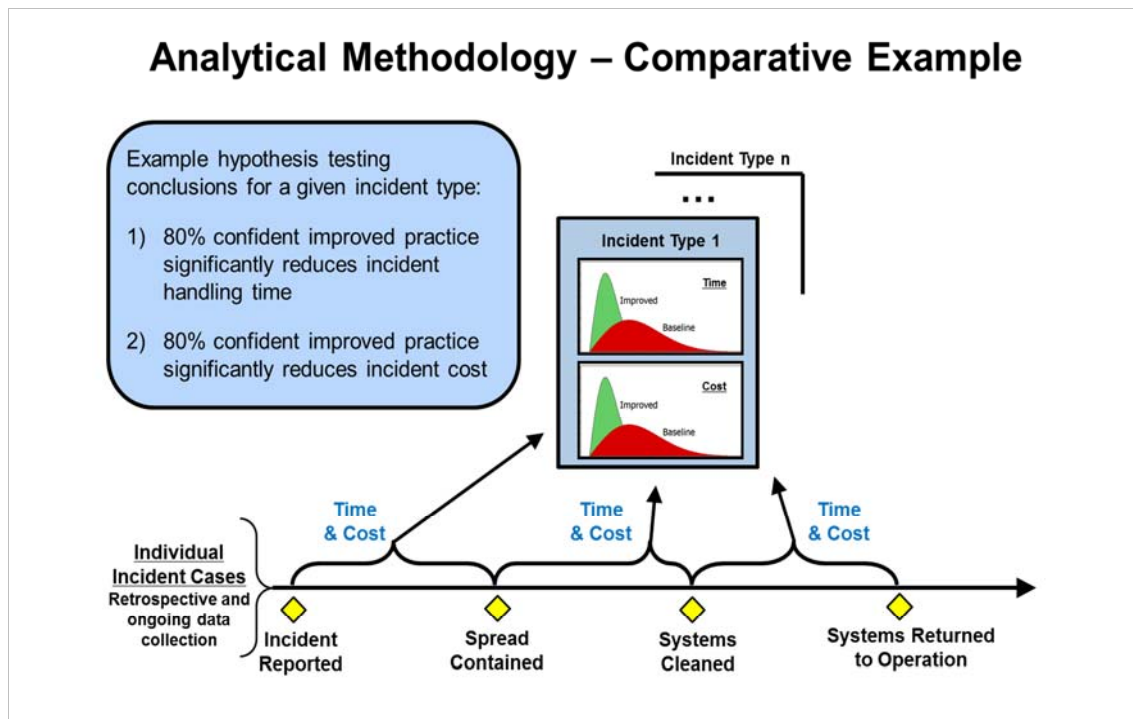 Analytical Methodology – Comparative Example
Example hypothesis testing
conclusions for a given incident type:
1) 80% confident improved practice
significantly reduces incident
handling time
2) 80% confident improved practice
significantly reduces incident cost
Incident Type n
...
Incident Type 1
Time
Improved
Baseline
Cost
Improved
Baseline
Time
& Cost
Time
& Cost
Time
& Cost
Individual
Incident Cases
Retrospective and
ongoing data
collection
Incident
Reported
Spread
Contained
Systems
Cleaned
Systems Returned
to Operation